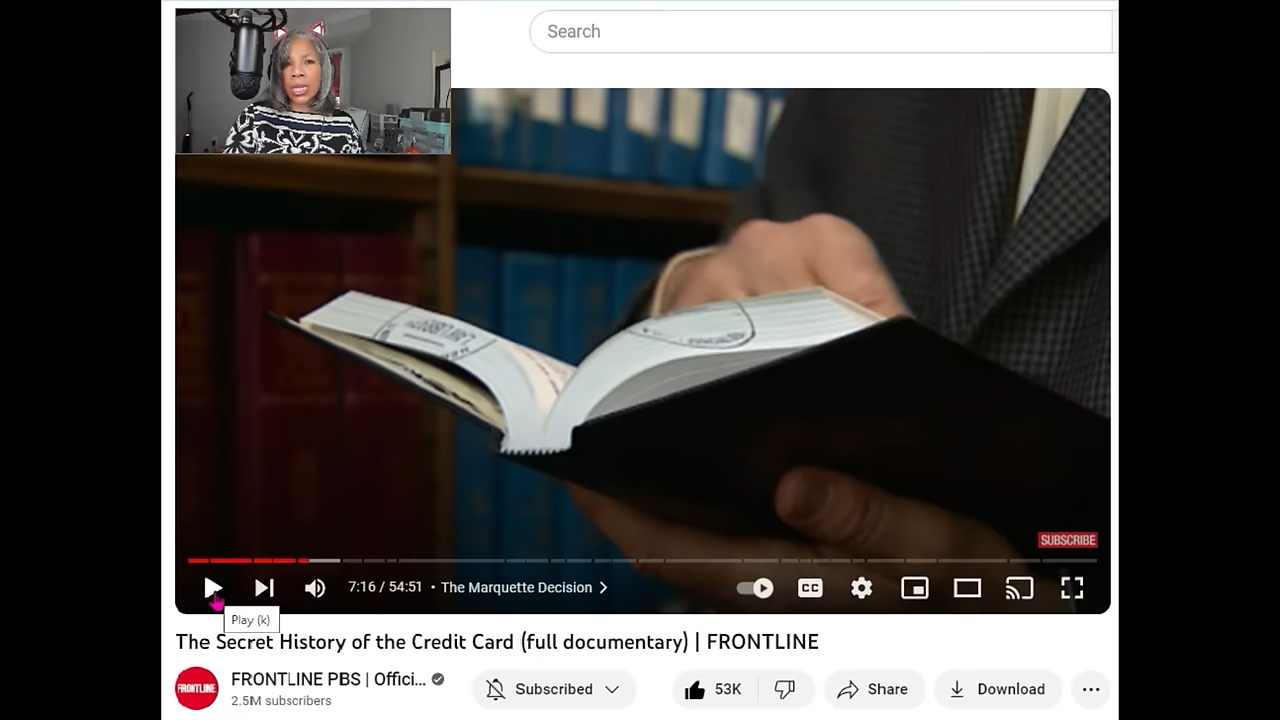 Search
SUBSCRIBE
7:16 / 54:51 • The Marquette Decision
Play (k)
The Secret History of the Credit Card (full documentary) | FRONTLINE
FRONTLINE
FRONTLINE PBS | Offici...
2.5M subscribers
Subscribed
53K
Share
Download